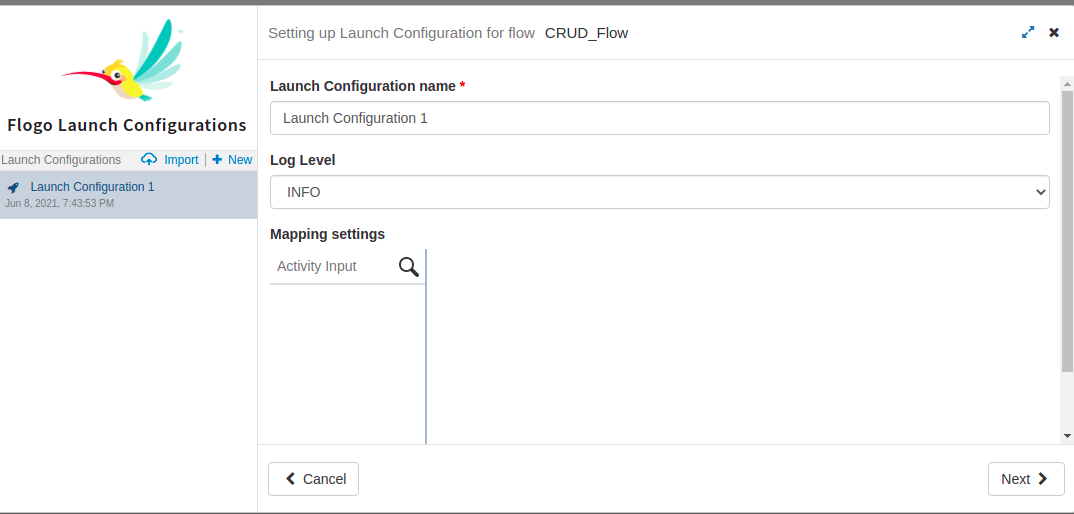 Setting up Launch Configuration for flow CRUD_Flow
Flogo Launch Configurations
Launch Configurations Import New
Launch Configuration 1
Jun 8, 2021, 7:43:53 PM
Launch Configuration name *
Launch Configuration 1
Log Level
INFO
Mapping settings
Activity Input
Cancel
Next